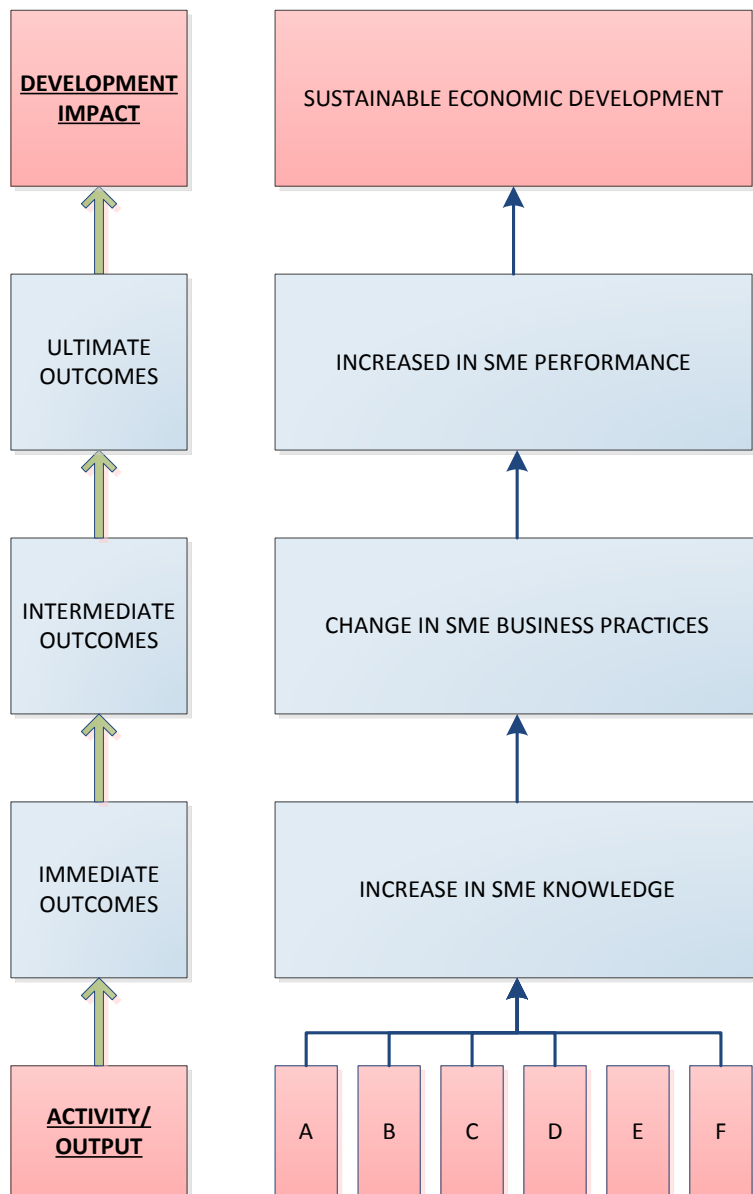 DEVELOPMENT
IMPACT
SUSTAINABLE ECONOMIC DEVELOPMENT
ULTIMATE
OUTCOMES
INCREASED IN SME PERFORMANCE
INTERMEDIATE
OUTCOMES
CHANGE IN SME BUSINESS PRACTICES
IMMEDIATE
OUTCOMES
INCREASE IN SME KNOWLEDGE
ACTIVITY/
OUTPUT
A B C D E F